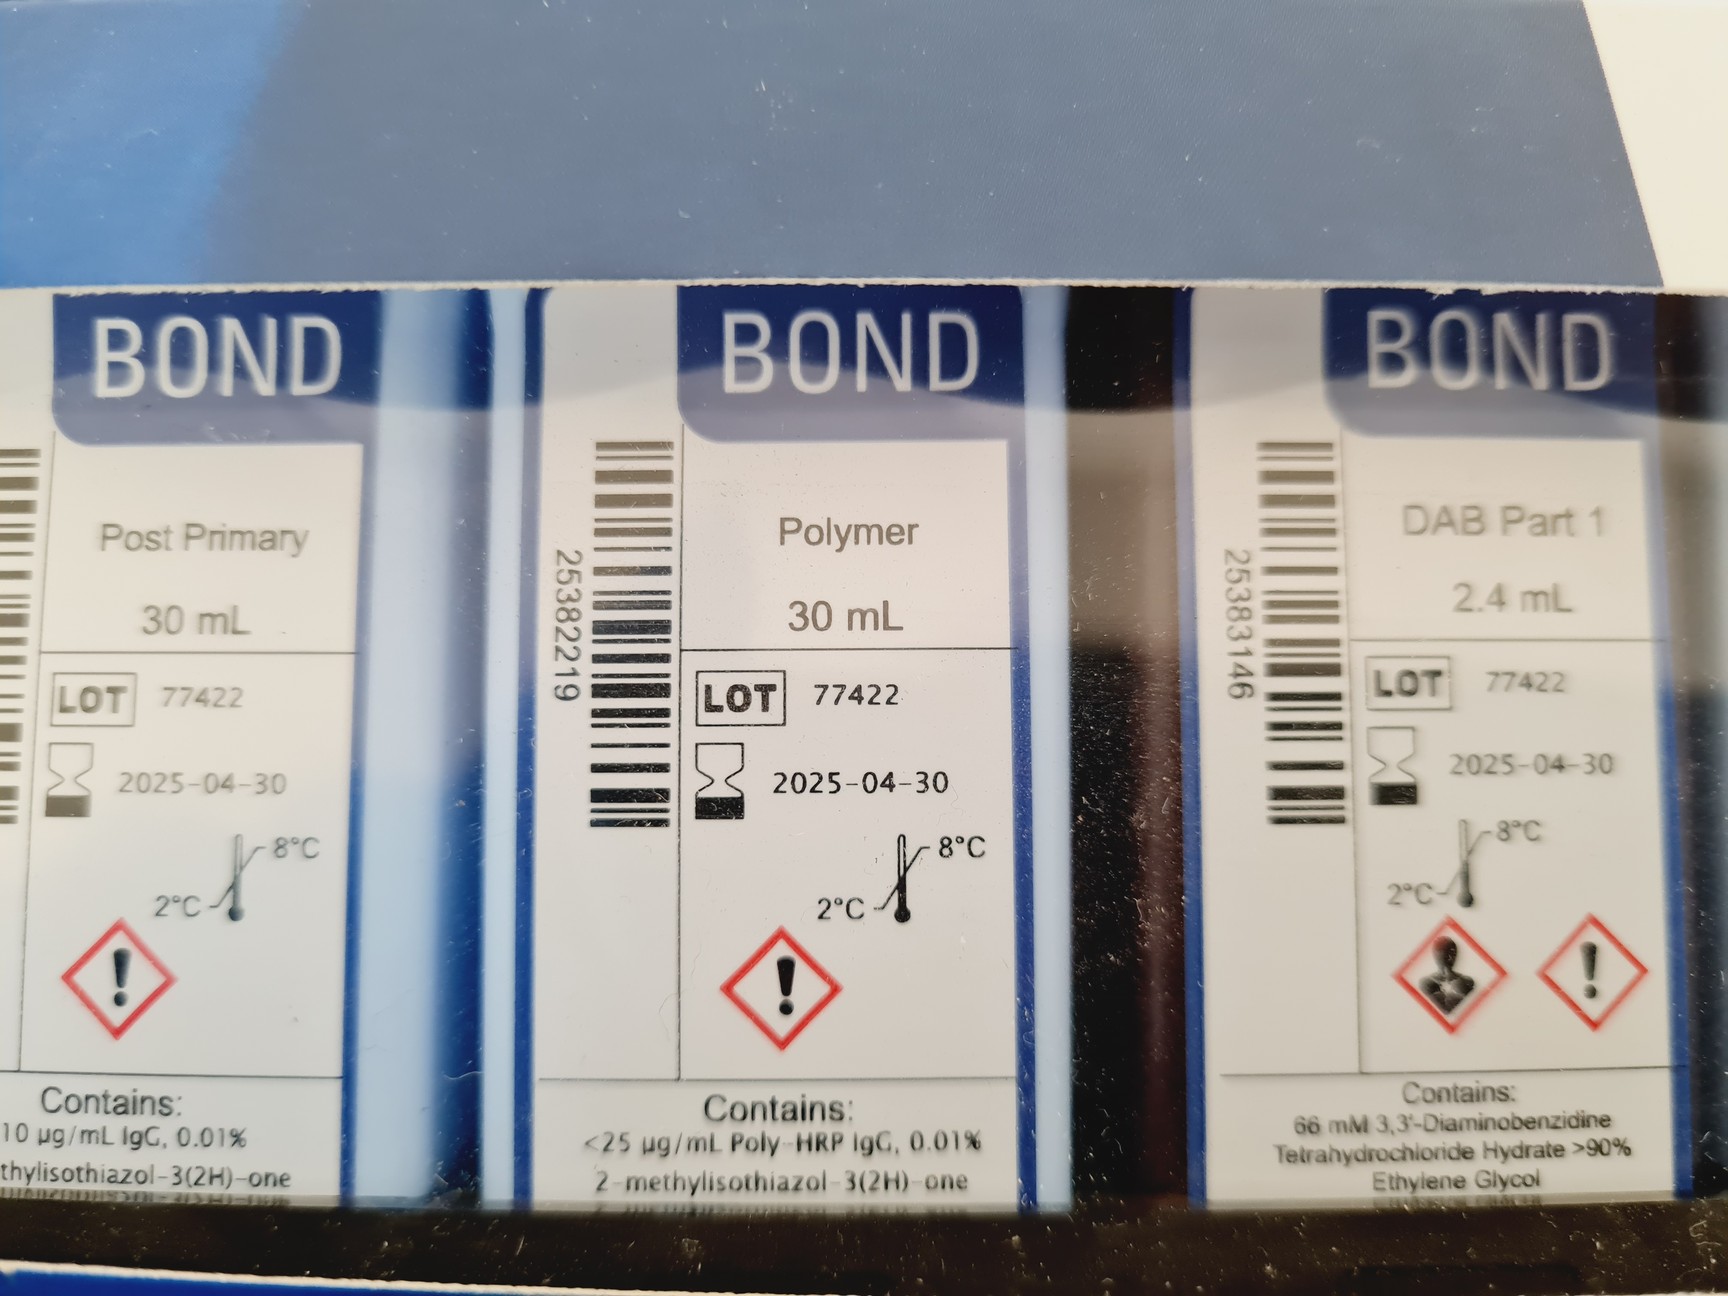 BOND
Post Primary
30 mL
LOT 77422
2025-04-30
8°C
2°C
Contains:
10 µg/mL IgG, 0.01%
thylisothiazol-3(2H)-one
BOND
25382219
Polymer
30 mL
LOT 77422
2025-04-30
8°C
2°C
Contains:
<25 µg/mL Poly-HRP IgG, 0.01%
2-methylisothiazol-3(2H)-one
BOND
25383146
DAB Part 1
2.4 mL
LOT 77422
2025-04-30
8°C
2°C
Contains:
66 mM 3,3'-Diaminobenzidine
Tetrahydrochloride Hydrate >90%
Ethylene Glycol